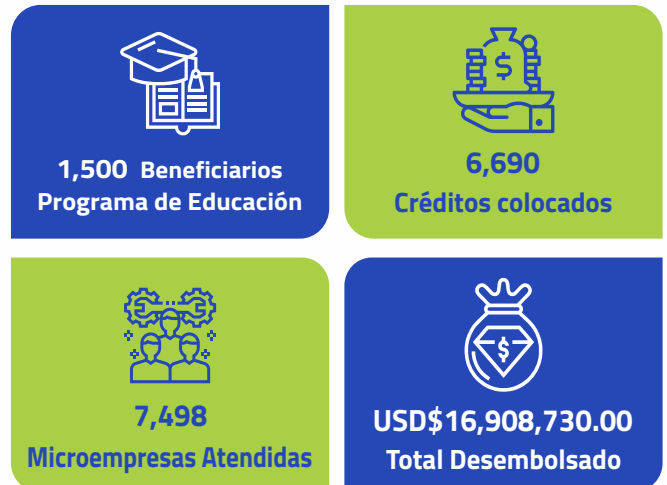 1,500 Beneficiarios
Programa de Educación
6,690
Créditos colocados
7,498
Microempresas Atendidas
USD$16,908,730.00
Total Desembolsado